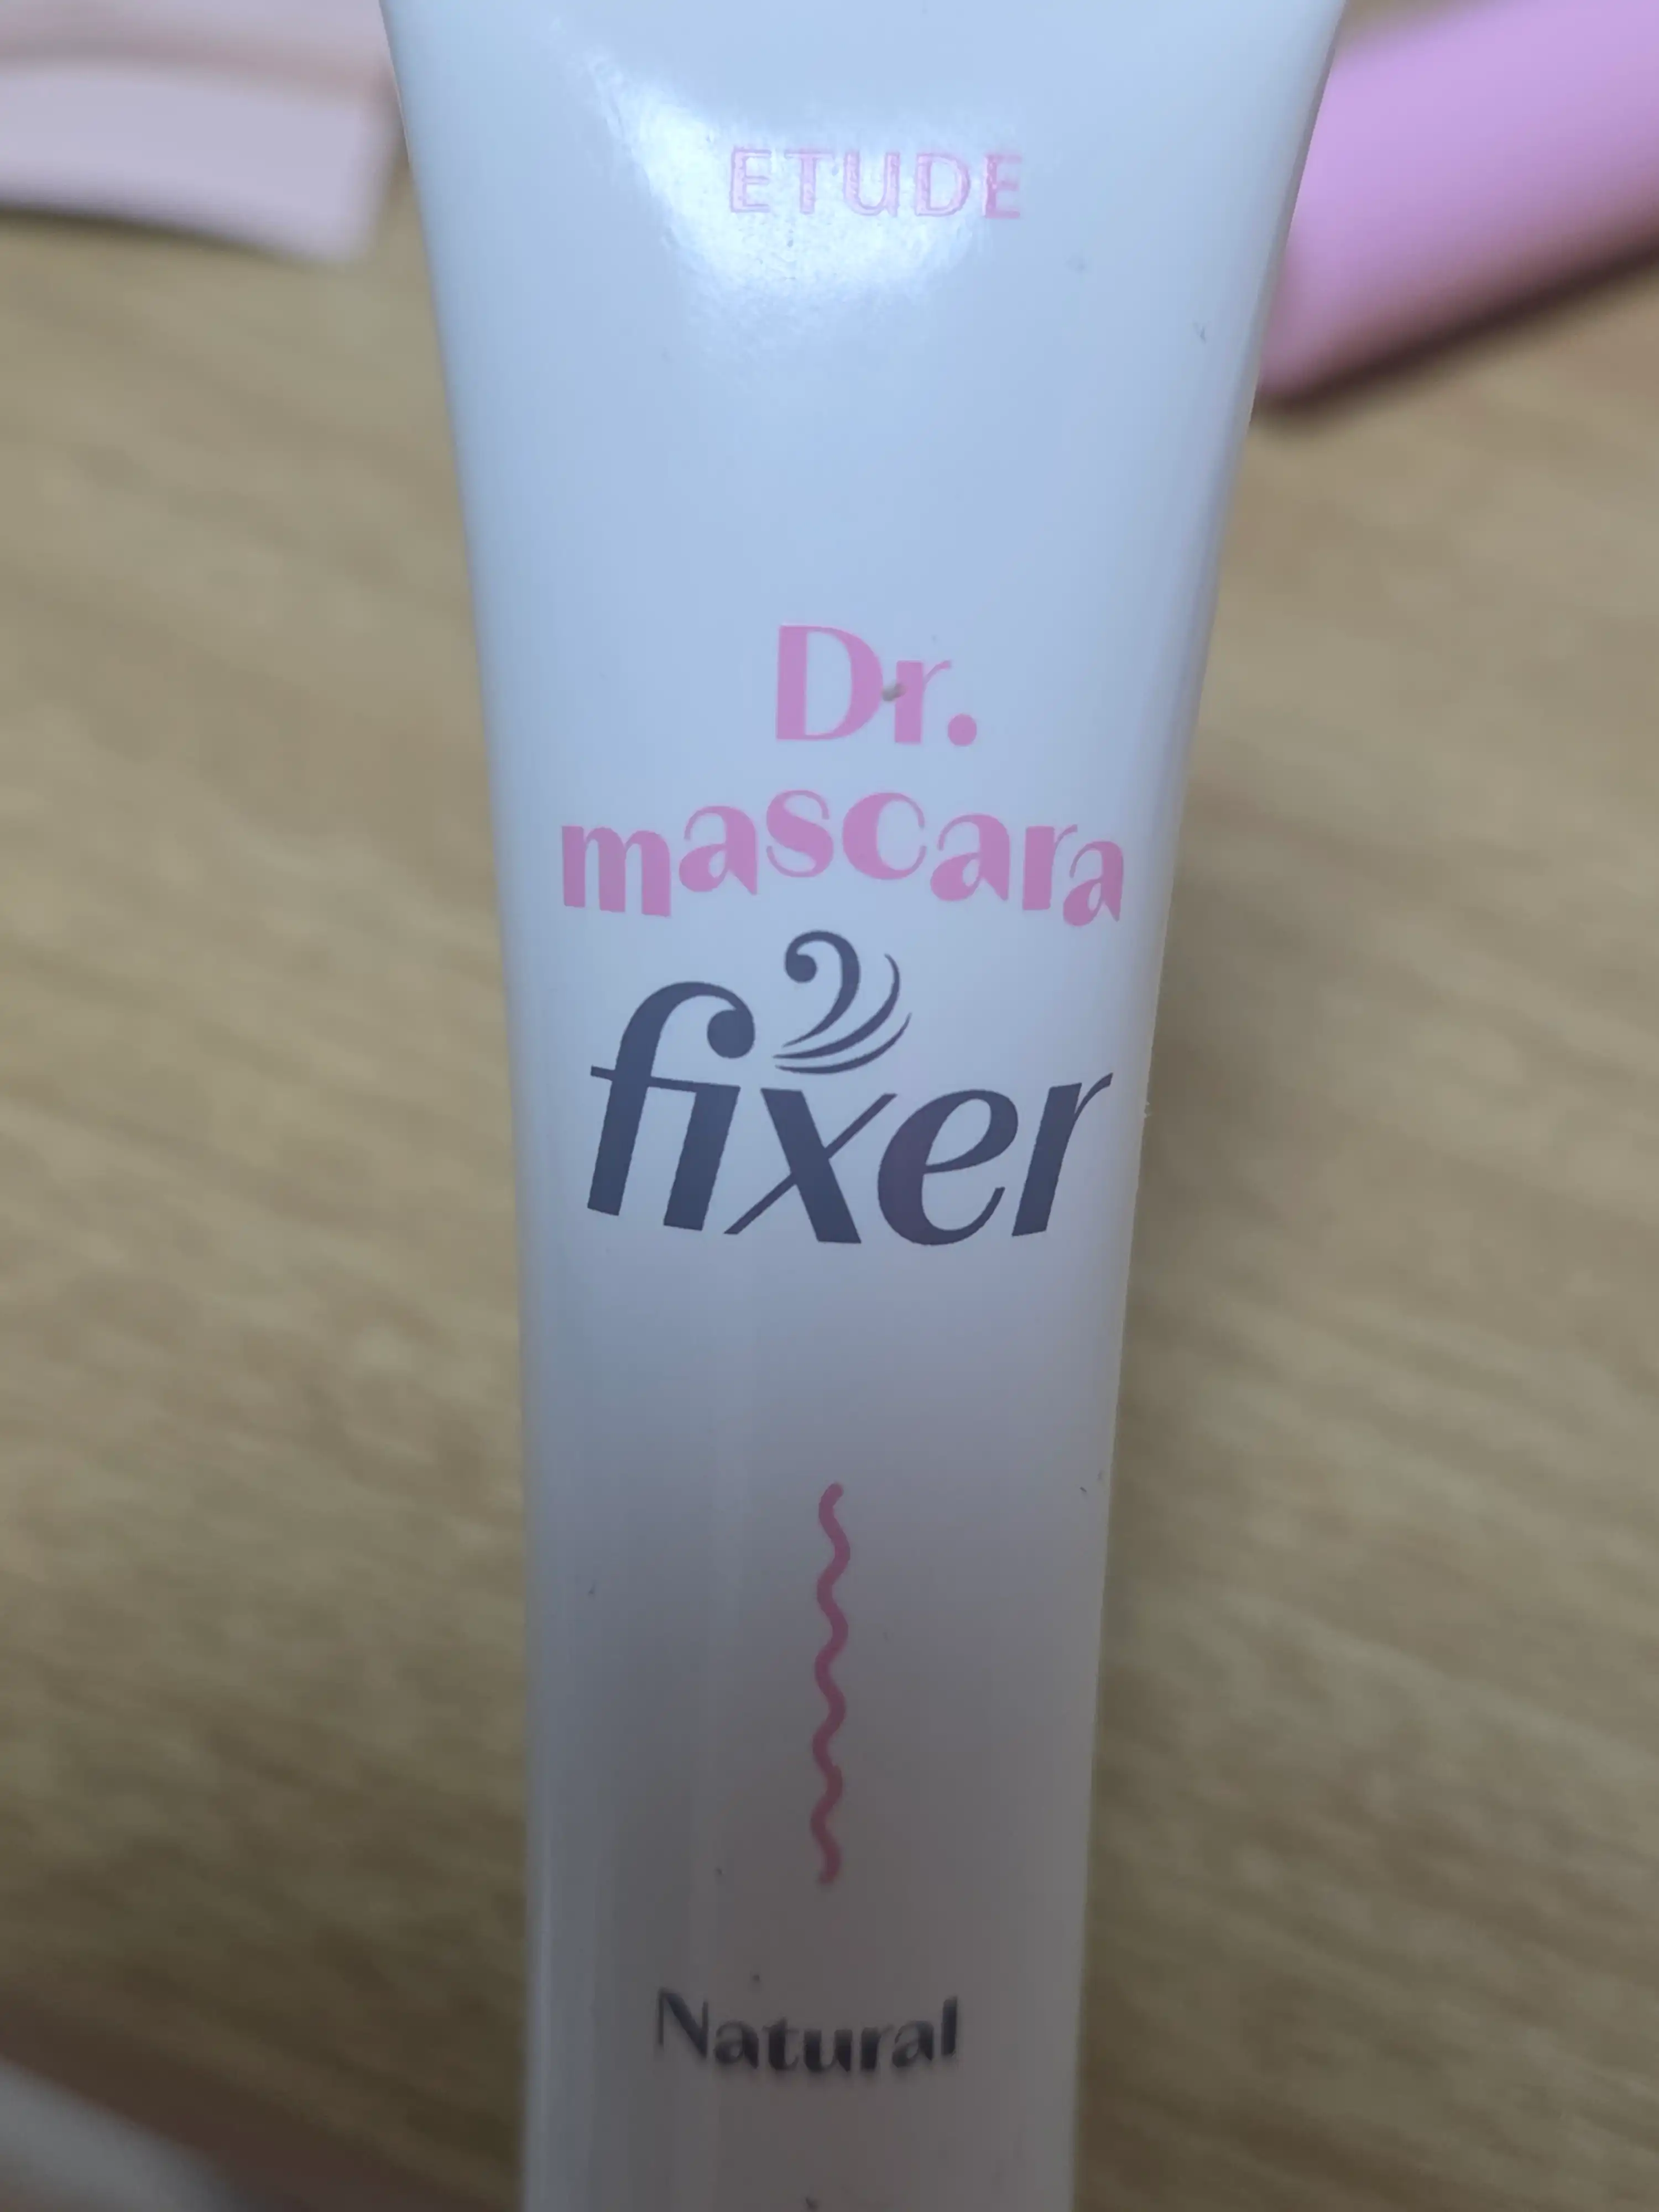 ETUDE
Dr.
mascara
fixer
Natural